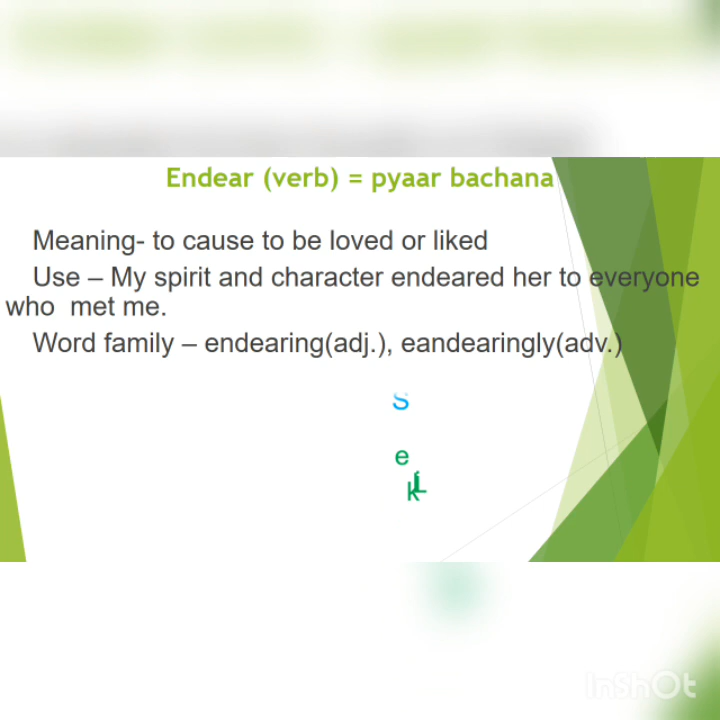 Endear (verb) = pyaar bachana
Meaning- to cause to be loved or liked
Use – My spirit and character endeared her to everyone
who met me.
Word family – endearing(adj.), eandearingly(adv.)
S
e
k
InShOt